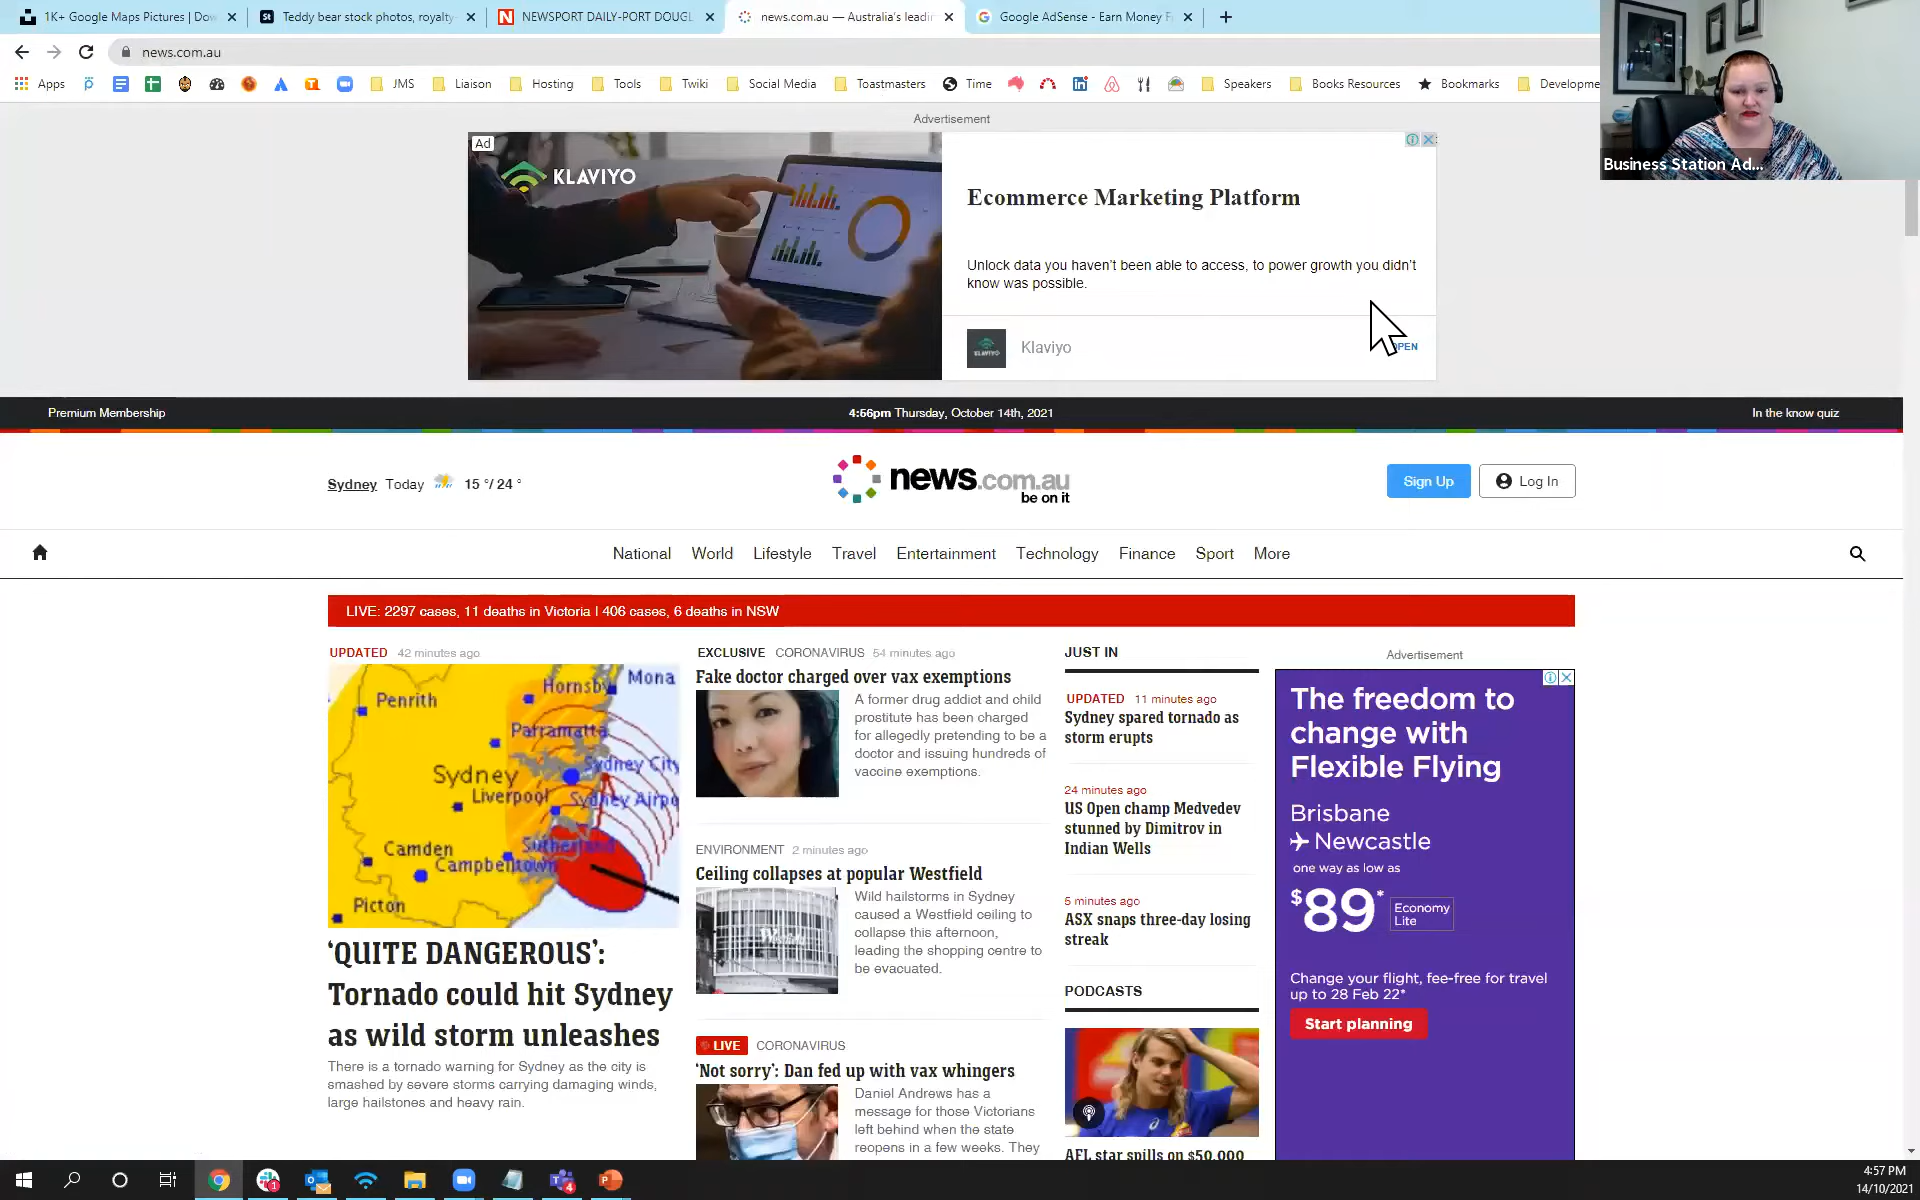 1K+ Google Maps Pictures | Dow
Teddy bear stock photos, royalty-
NEWSPORT DAILY-PORT DOUGL
news.com.au — Australia's leadin
Google AdSense - Earn Money F
news.com.au
Apps
JMS
Liaison
Hosting
Tools
Twiki
Social Media
Toastmasters
Time
Speakers
Books Resources
Bookmarks
Developme
Business Station Ad...
Advertisement
Ad
KLAVIYO
Ecommerce Marketing Platform
Unlock data you haven't been able to access, to power growth you didn't
know was possible.
Klaviyo
Premium Membership
4:56pm Thursday, October 14th, 2021
In the know quiz
Sydney Today 15 °/ 24 °
news.com.au
be on it
Sign Up
Log In
National World Lifestyle Travel Entertainment Technology Finance Sport More
LIVE: 2297 cases, 11 deaths in Victoria | 406 cases, 6 deaths in NSW
UPDATED 42 minutes ago
Penrith
Hornsby
Mona
Parramatta
Sydney
Sydney City
Liverpool
Sydney Airpo
Camden
Sutherland
Campbelltown
Picton
‘QUITE DANGEROUS’:
Tornado could hit Sydney
as wild storm unleashes
There is a tornado warning for Sydney as the city is
smashed by severe storms carrying damaging winds,
large hailstones and heavy rain.
EXCLUSIVE CORONAVIRUS 54 minutes ago
Fake doctor charged over vax exemptions
A former drug addict and child
prostitute has been charged
for allegedly pretending to be a
doctor and issuing hundreds of
vaccine exemptions.
ENVIRONMENT 2 minutes ago
Ceiling collapses at popular Westfield
Wild hailstorms in Sydney
caused a Westfield ceiling to
collapse this afternoon,
leading the shopping centre to
be evacuated.
LIVE CORONAVIRUS
‘Not sorry’: Dan fed up with vax whingers
Daniel Andrews has a
message for those Victorians
left behind when the state
reopens in a few weeks. They
JUST IN
UPDATED 11 minutes ago
Sydney spared tornado as
storm erupts
24 minutes ago
US Open champ Medvedev
stunned by Dimitrov in
Indian Wells
5 minutes ago
ASX snaps three-day losing
streak
PODCASTS
AFL star spills on $50,000
Advertisement
The freedom to
change with
Flexible Flying
Brisbane
Newcastle
one way as low as
$89*
Economy
Lite
Change your flight, fee-free for travel
up to 28 Feb 22*
Start planning
4:57 PM
14/10/2021